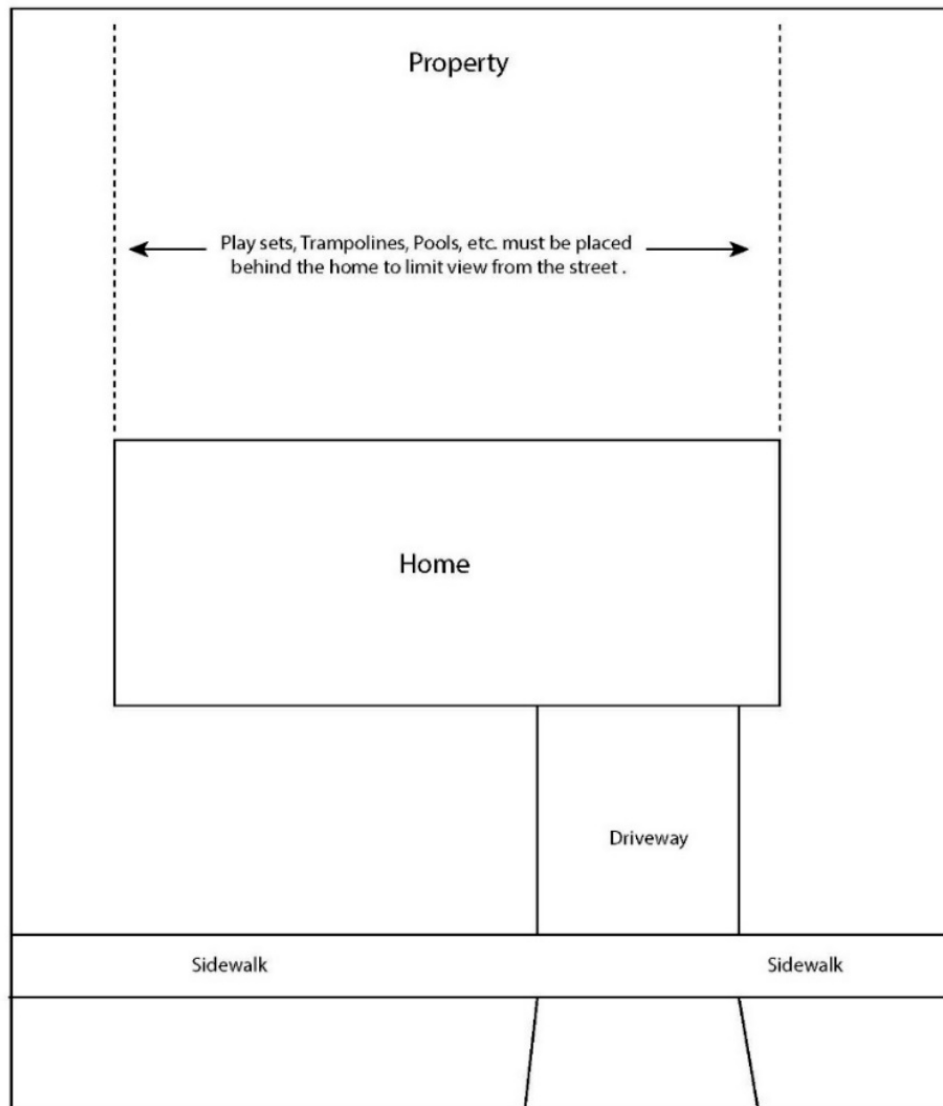 Property
Play sets, Trampolines, Pools, etc. must be placed
behind the home to limit view from the street .
Home
Driveway
Sidewalk
Sidewalk